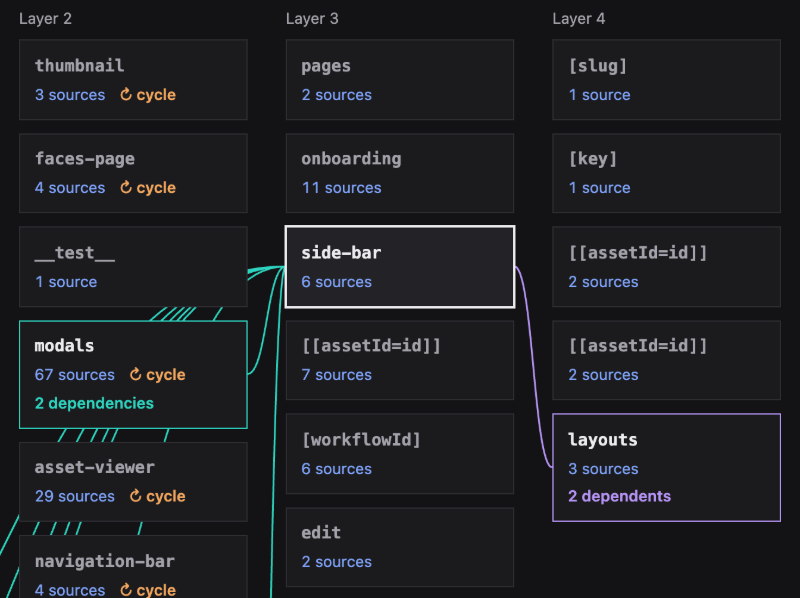 Layer 2
thumbnail
3 sources ↻ cycle
faces-page
4 sources ↻ cycle
__test__
1 source
modals
67 sources ↻ cycle
2 dependencies
asset-viewer
29 sources ↻ cycle
navigation-bar
4 sources ↻ cycle
Layer 3
pages
2 sources
onboarding
11 sources
side-bar
6 sources
[[assetId=id]]
7 sources
[workflowId]
6 sources
edit
2 sources
Layer 4
[slug]
1 source
[key]
1 source
[[assetId=id]]
2 sources
[[assetId=id]]
2 sources
layouts
3 sources
2 dependents